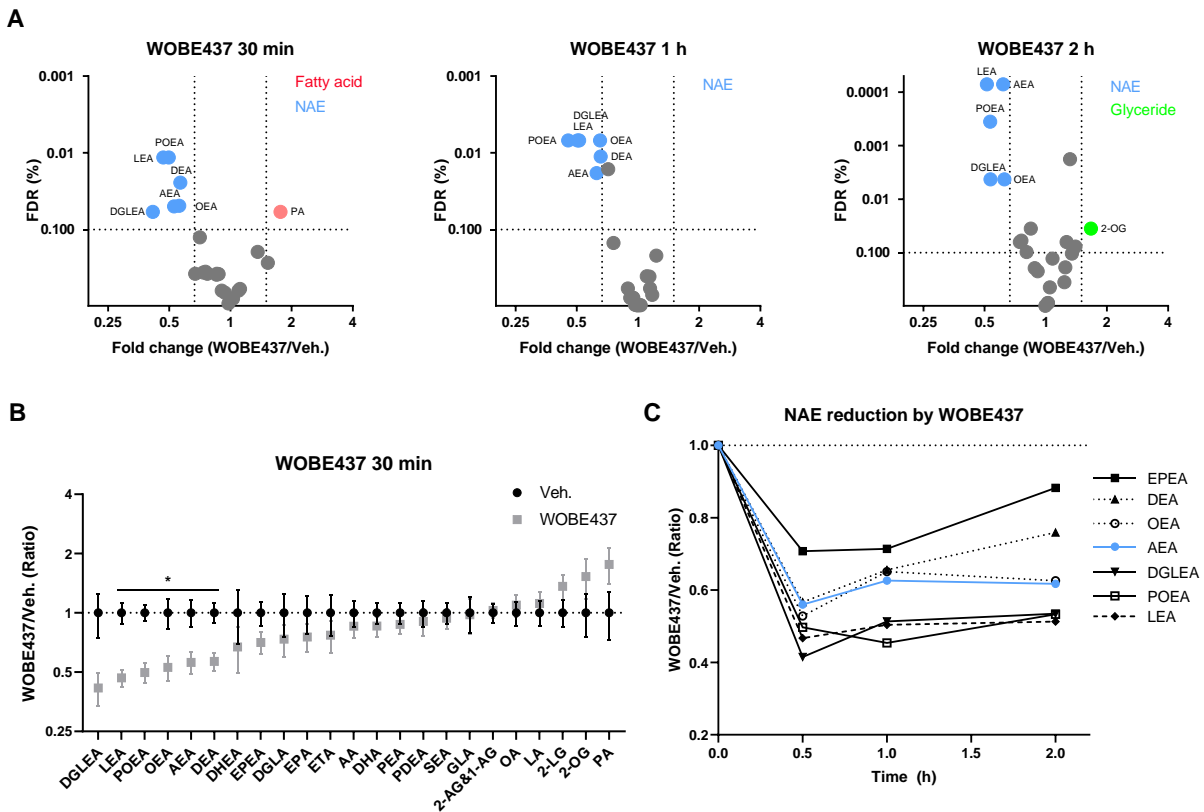 A
WOBE437 30 min
0.001
0.01
0.1
0.100
FDR (%)
Fatty acid
NAE
POEA
LEA
DEA
AEA
OEA
DGLEA
PA
0.25
0.5
1
2
4
Fold change (WOBE437/Veh.)
WOBE437 1 h
0.001
0.01
0.100
FDR (%)
NAE
DGLEA
LEA
POEA
OEA
DEA
AEA
0.25
0.5
1
2
4
Fold change (WOBE437/Veh.)
WOBE437 2 h
0.0001
0.001
0.01
0.100
FDR (%)
NAE
Glyceride
LEA
AEA
POEA
DGLEA
OEA
2-OG
0.25
0.5
1
2
4
Fold change (WOBE437/Veh.)
B
WOBE437 30 min
Veh.
WOBE437
*
WOBE437/Veh. (Ratio)
4
2
1
0.5
0.25
DGLEA
LEA
POEA
OEA
AEA
DEA
DHEA
EPEA
DGLA
EPA
ETA
AA
DHA
PEA
PDEA
SEA
GLA
2-AG&1-AG
OA
LA
2-LG
2-OG
PA
C
NAE reduction by WOBE437
WOBE437/Veh. (Ratio)
1.0
0.8
0.6
0.4
0.2
0.0
0.5
1.0
2.0
Time (h)
EPEA
DEA
OEA
AEA
DGLEA
POEA
LEA